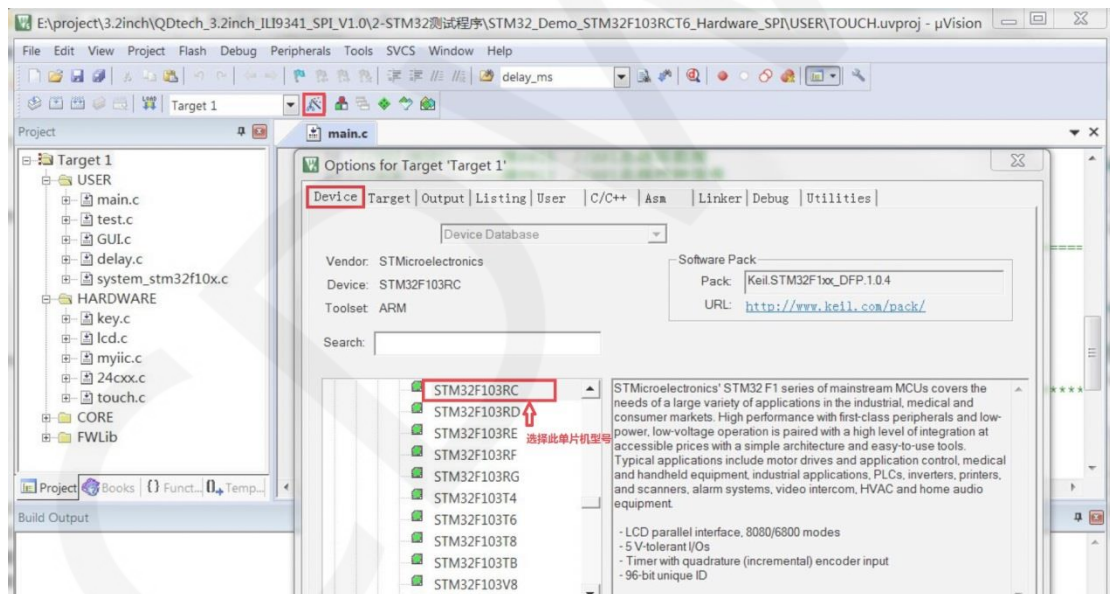 E:\project\3.2inch\QDtech_3.2inch_ILI9341_SPI_V1.0\2-STM32测试程序\STM32_Demo_STM32F103RCT6_Hardware_SPI\USER\TOUCH.uvproj - µVision
File Edit View Project Flash Debug Peripherals Tools SVCS Window Help
delay_ms
Target 1
Project
main.c
Target 1
USER
main.c
test.c
GUI.c
delay.c
system_stm32f10x.c
HARDWARE
key.c
lcd.c
myiic.c
24cxx.c
touch.c
CORE
FWLib
Project Books {} Funct... 0 Temp...
Build Output
Options for Target 'Target 1'
Device Target Output Listing User C/C++ Asm Linker Debug Utilities
Device Database
Vendor: STMicroelectronics
Device: STM32F103RC
Toolset: ARM
Search:
Software Pack
Pack: Keil.STM32F1xx_DFP.1.0.4
URL: http://www.keil.com/pack/
STM32F103RC
STM32F103RD
STM32F103RE
STM32F103RF
STM32F103RG
STM32F103T4
STM32F103T6
STM32F103T8
STM32F103TB
STM32F103V8
选择此单片机型号
STMicroelectronics' STM32 F1 series of mainstream MCUs covers the
needs of a large variety of applications in the industrial, medical and
consumer markets. High performance with first-class peripherals and low-
power, low-voltage operation is paired with a high level of integration at
accessible prices with a simple architecture and easy-to-use tools.
Typical applications include motor drives and application control, medical
and handheld equipment, industrial applications, PLCs, inverters, printers,
and scanners, alarm systems, video intercom, HVAC and home audio
equipment.
- LCD parallel interface, 8080/6800 modes
- 5 V-tolerant I/Os
- Timer with quadrature (incremental) encoder input
- 96-bit unique ID